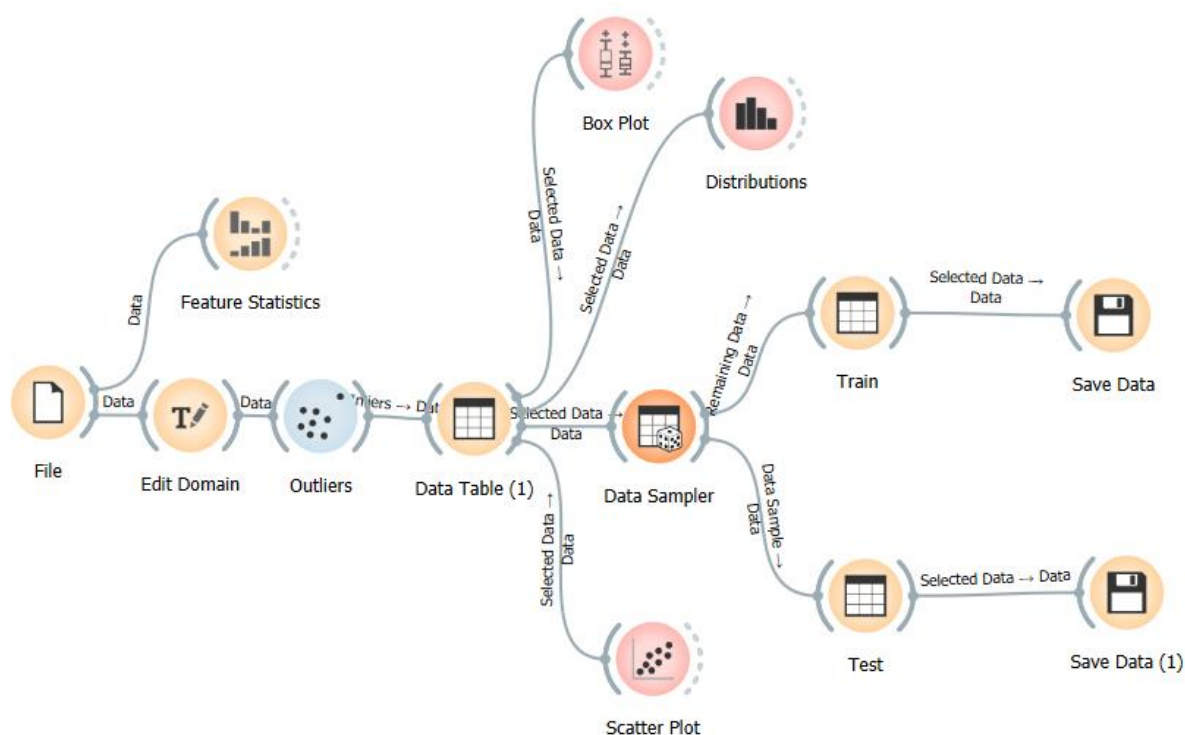 Box Plot
Distributions
Selected Data →
Data
Selected Data →
Data
Feature Statistics
Data
Selected Data →
Data
Remaining Data →
Data
Train
Save Data
File
Data
Edit Domain
Data
Outliers
→ Data
Data Table (1)
Selected Data →
Data
Data Sampler
Selected Data →
Data
Data Sample →
Data
Selected Data → Data
Test
Save Data (1)
Scatter Plot